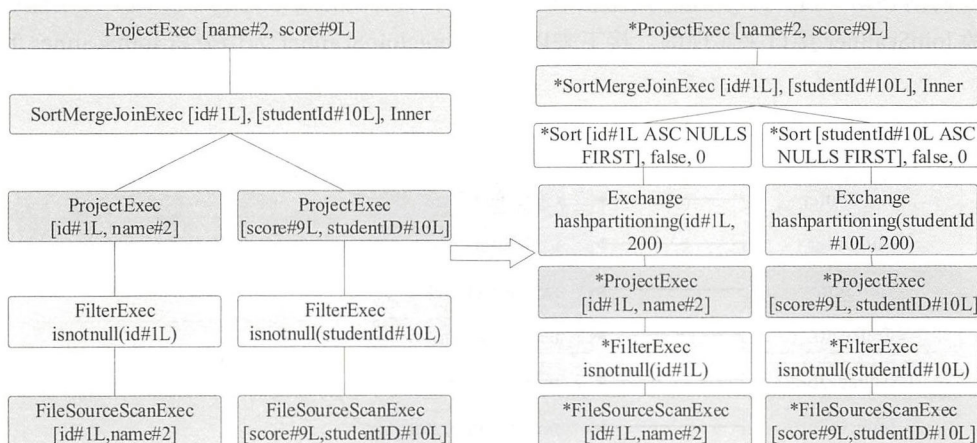 ProjectExec [name#2, score#9L]
SortMergeJoinExec [id#1L], [studentId#10L], Inner
ProjectExec
[id#1L, name#2]
ProjectExec
[score#9L, studentID#10L]
FilterExec
isnotnull(id#1L)
FilterExec
isnotnull(studentId#10L)
FileSourceScanExec
[id#1L,name#2]
FileSourceScanExec
[score#9L,studentID#10L]
*ProjectExec [name#2, score#9L]
*SortMergeJoinExec [id#1L], [studentId#10L], Inner
*Sort [id#1L ASC NULLS
FIRST], false, 0
*Sort [studentId#10L ASC
NULLS FIRST], false, 0
Exchange
hashpartitioning(id#1L,
200)
Exchange
hashpartitioning(studentId
#10L, 200)
*ProjectExec
[id#1L, name#2]
*ProjectExec
[score#9L, studentID#10L]
*FilterExec
isnotnull(id#1L)
*FilterExec
isnotnull(studentId#10L)
*FileSourceScanExec
[id#1L,name#2]
*FileSourceScanExec
[score#9L,studentID#10L]